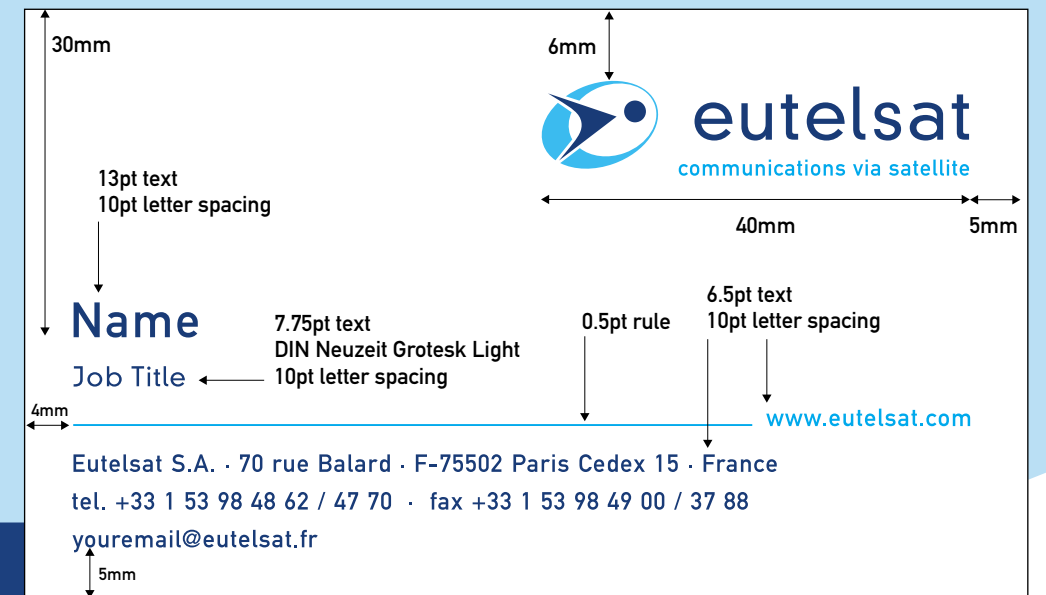 30mm
6mm
eutelsat
communications via satellite
13pt text
10pt letter spacing
40mm
5mm
Name
7.75pt text
DIN Neuzeit Grotesk Light
10pt letter spacing
0.5pt rule
6.5pt text
10pt letter spacing
Job Title
4mm
www.eutelsat.com
Eutelsat S.A. · 70 rue Balard · F-75502 Paris Cedex 15 · France
tel. +33 1 53 98 48 62 / 47 70 · fax +33 1 53 98 49 00 / 37 88
youremail@eutelsat.fr
5mm